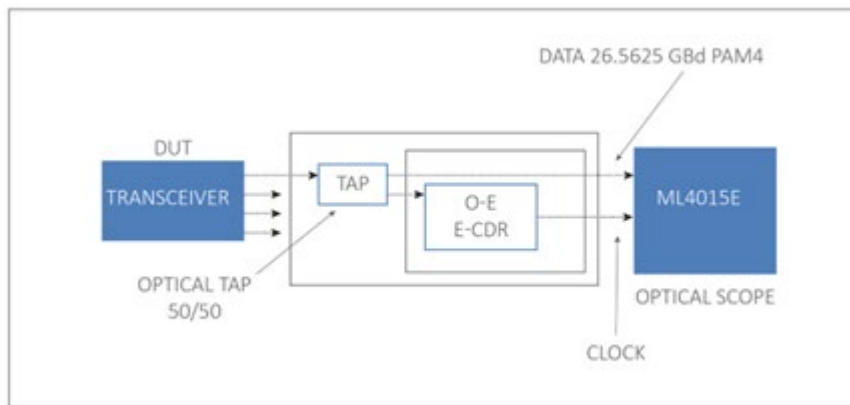 DATA 26.5625 GBd PAM4
DUT
TRANSCEIVER
TAP
O-E
E-CDR
ML4015E
OPTICAL TAP
50/50
OPTICAL SCOPE
CLOCK